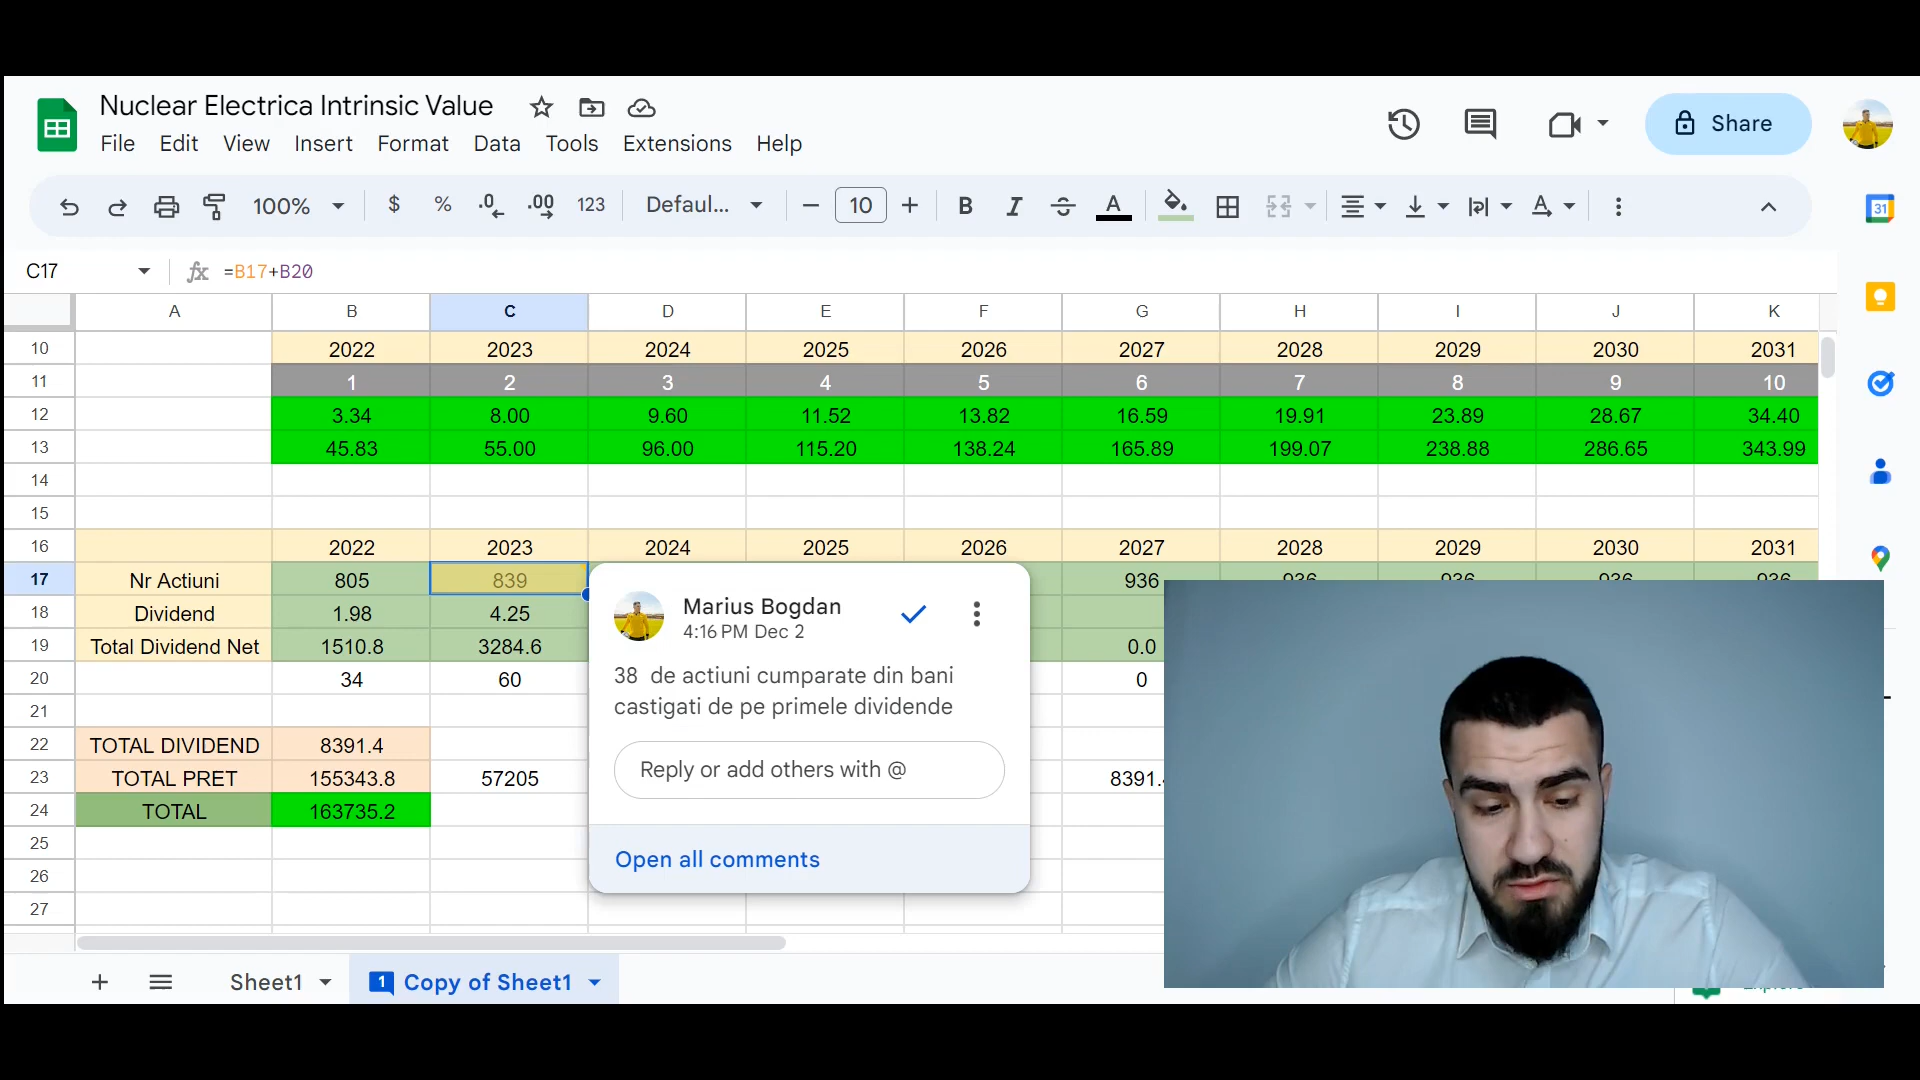 Nuclear Electrica Intrinsic Value
File Edit View Insert Format Data Tools Extensions Help
Share
100% $ % .0 .00 123 Defaul... 10 B I A
31
C17 =B17+B20
A B C D E F G H I J K
10 2022 2023 2024 2025 2026 2027 2028 2029 2030 2031
11 1 2 3 4 5 6 7 8 9 10
12 3.34 8.00 9.60 11.52 13.82 16.59 19.91 23.89 28.67 34.40
13 45.83 55.00 96.00 115.20 138.24 165.89 199.07 238.88 286.65 343.99
14
15
16 2022 2023 2024 2025 2026 2027 2028 2029 2030 2031
17 Nr Actiuni 805 839 936 936 936 936 936
18 Dividend 1.98 4.25
19 Total Dividend Net 1510.8 3284.6 0.0
20 34 60 0
21
22 TOTAL DIVIDEND 8391.4
23 TOTAL PRET 155343.8 57205 8391.
24 TOTAL 163735.2
25
26
27
Marius Bogdan
4:16 PM Dec 2
38 de actiuni cumparate din bani
castigati de pe primele dividende
Reply or add others with @
Open all comments
Sheet1 1 Copy of Sheet1